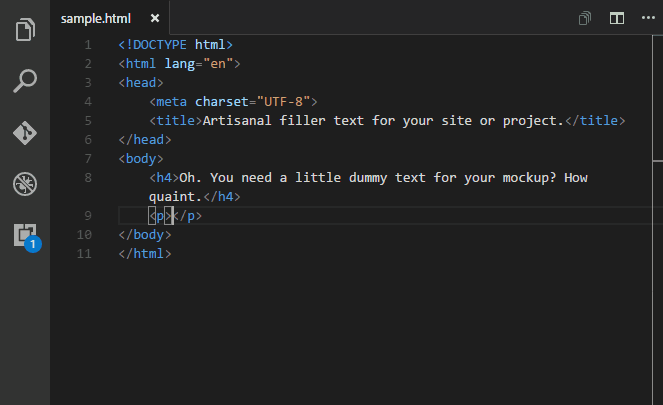 sample.html
1 <!DOCTYPE html>
2 <html lang="en">
3 <head>
4 <meta charset="UTF-8">
5 <title>Artisanal filler text for your site or project.</title>
6 </head>
7 <body>
8 <h4>Oh. You need a little dummy text for your mockup? How
quaint.</h4>
9 <p></p>
10 </body>
11 </html>
1